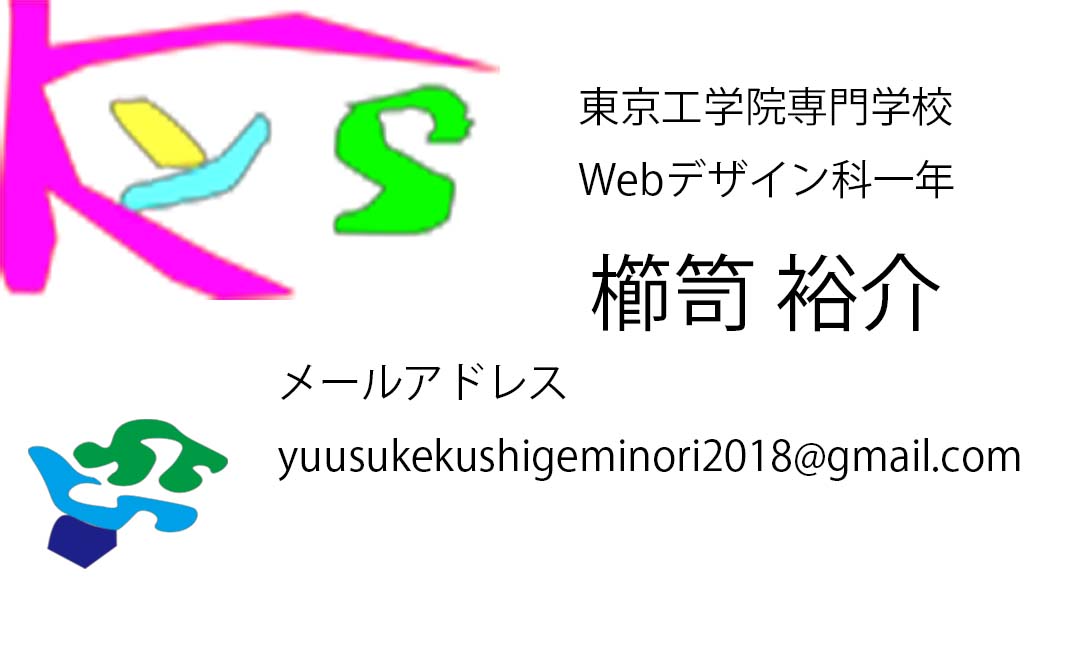 Kys
東京工学院専門学校
Webデザイン科一年
櫛笥 裕介
メールアドレス
yuusukekushigeminori2018@gmail.com